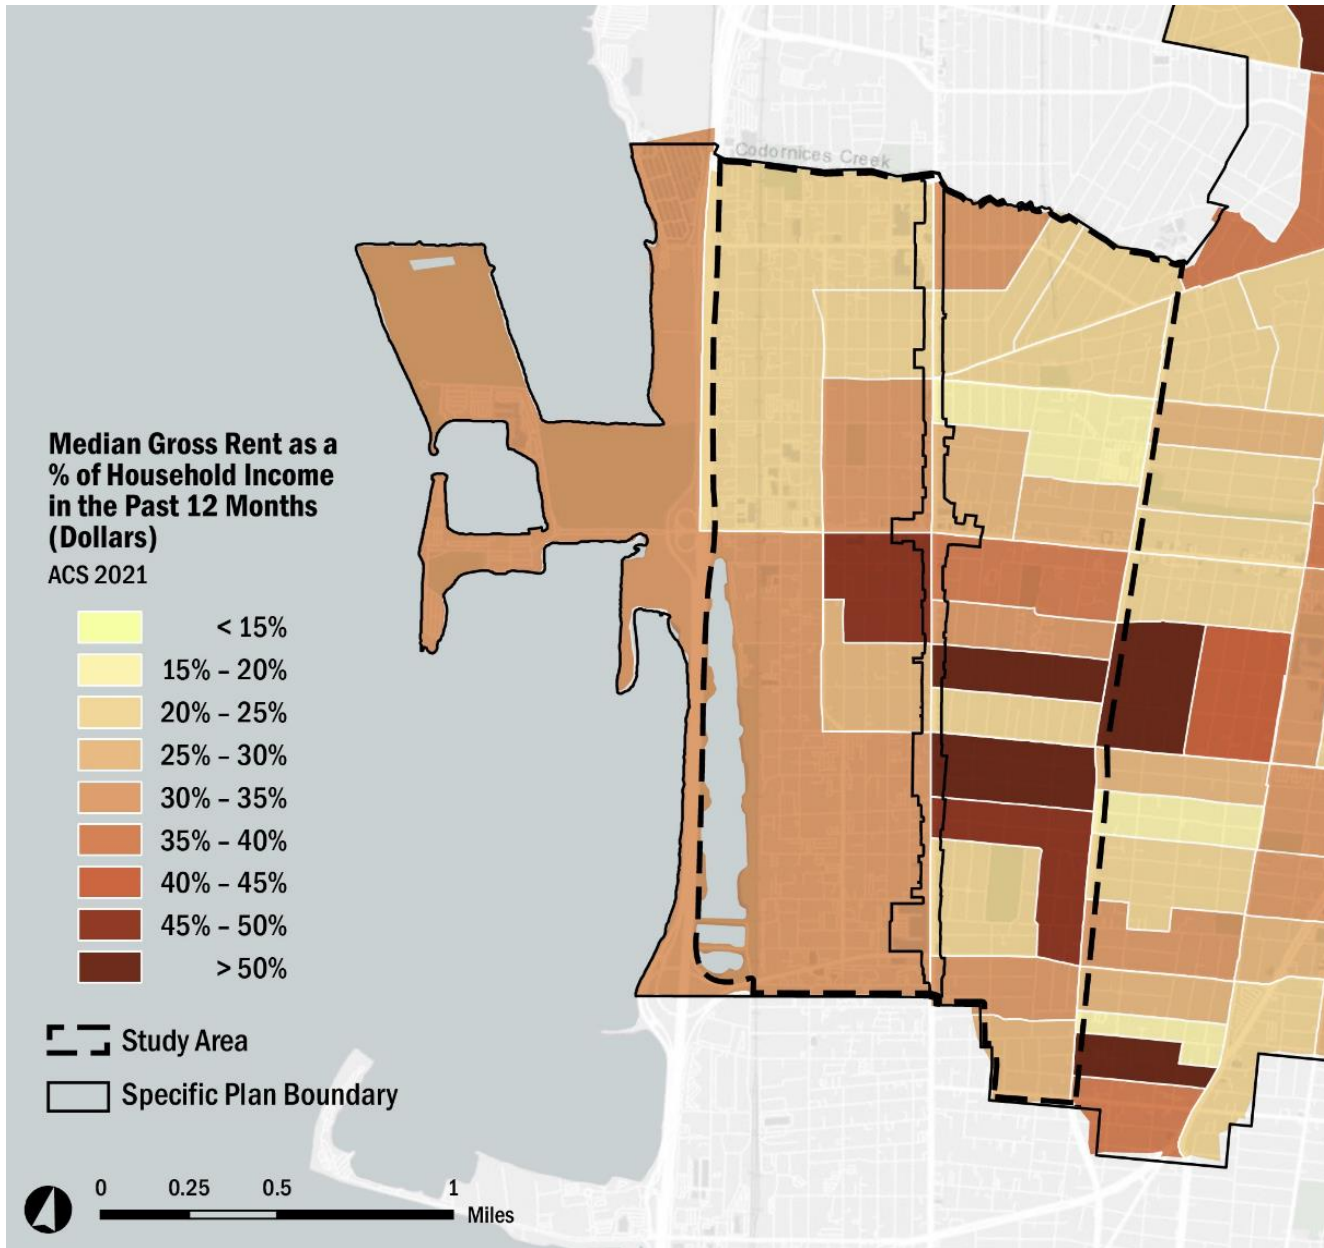 Codornices Creek
Median Gross Rent as a
% of Household Income
in the Past 12 Months
(Dollars)
ACS 2021
< 15%
15% – 20%
20% – 25%
25% – 30%
30% – 35%
35% – 40%
40% – 45%
45% – 50%
> 50%
Study Area
Specific Plan Boundary
0 0.25 0.5 1
Miles